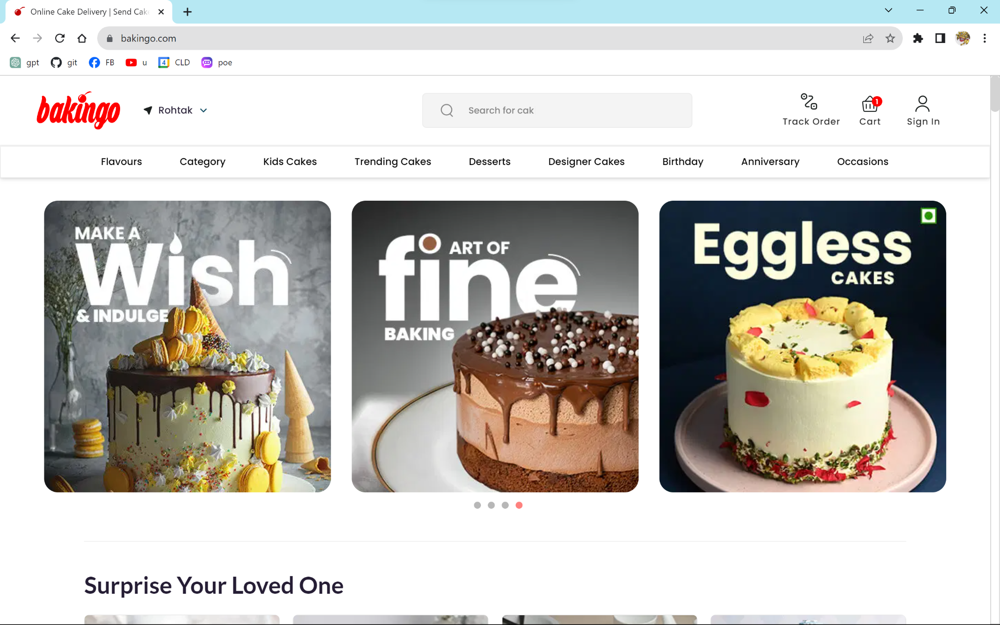 Online Cake Delivery | Send Cake
bakingo.com
gpt git FB u 4 CLD poe
bakingo
Rohtak
Search for cak
Track Order
1
Cart
Sign In
Flavours Category Kids Cakes Trending Cakes Desserts Designer Cakes Birthday Anniversary Occasions
MAKE A
Wish
& INDULGE
ART OF
fine
BAKING
Eggless
CAKES
Surprise Your Loved One